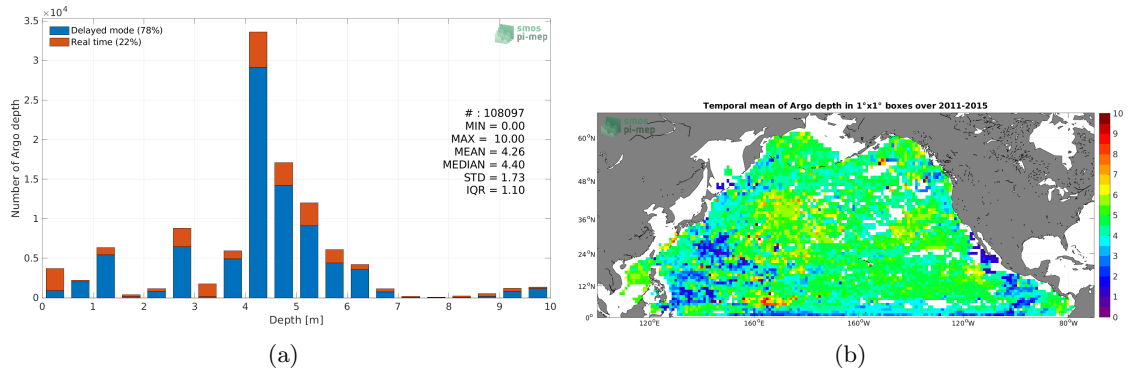 ×10⁴
3.5
3
2.5
2
1.5
1
0.5
0
Number of Argo depth
Delayed mode (78%)
Real time (22%)
smos
pi-mep
# : 108097
MIN = 0.00
MAX = 10.00
MEAN = 4.26
MEDIAN = 4.40
STD = 1.73
IQR = 1.10
0 1 2 3 4 5 6 7 8 9 10
Depth [m]
(a)
Temporal mean of Argo depth in 1°x1° boxes over 2011-2015
smos
pi-mep
60°N
48°N
36°N
24°N
12°N
0°
120°E 160°E 160°W 120°W 80°W
10
9
8
7
6
5
4
3
2
1
0
(b)